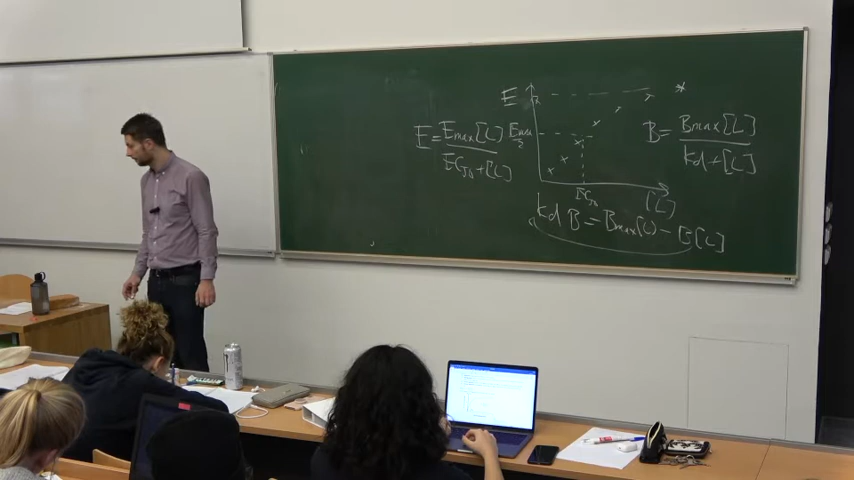 E
E = Emax[L] / EC50 + [L]
Emax / 2
B = Bmax[L] / Kd + [L]
EC50
[L]
Kd B = Bmax[L] - B[L]